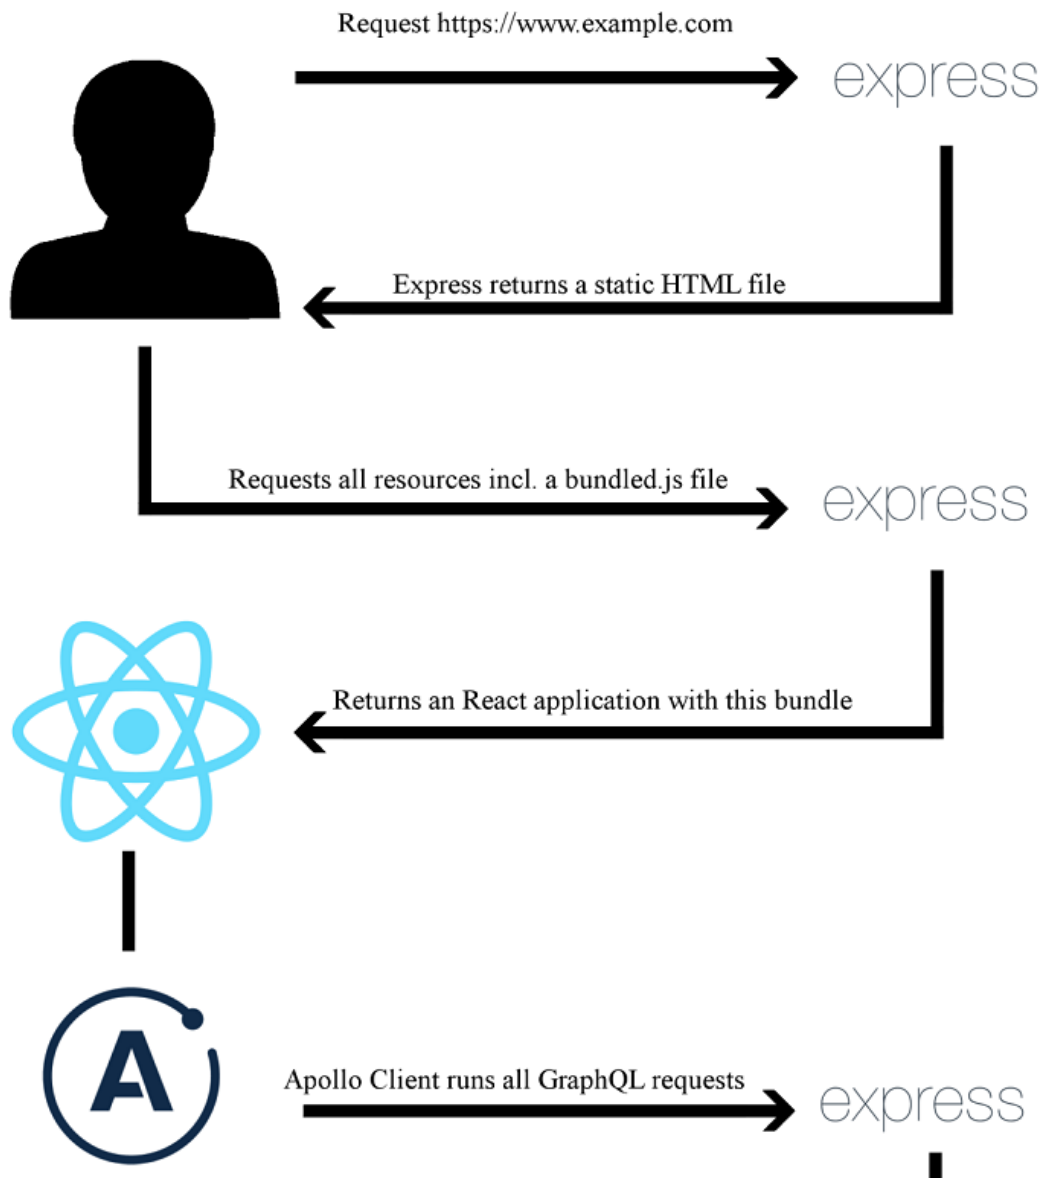 Request https://www.example.com
express
Express returns a static HTML file
Requests all resources incl. a bundled.js file
express
Returns an React application with this bundle
A
Apollo Client runs all GraphQL requests
express